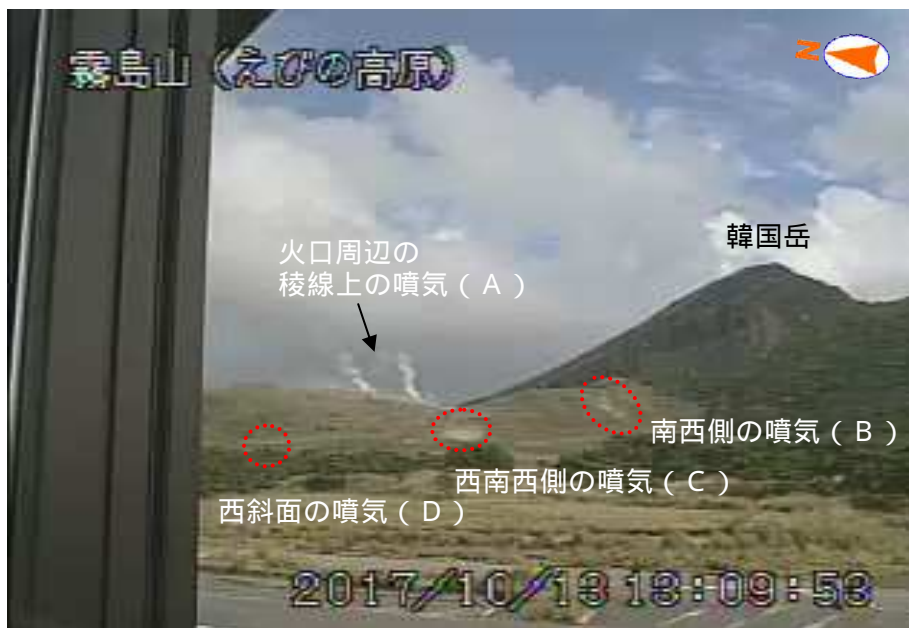 霧島山（えびの高原）
N
韓国岳
火口周辺の
稜線上の噴気（A）
南西側の噴気（B）
西南西側の噴気（C）
西斜面の噴気（D）
2017/10/13 13:09:53